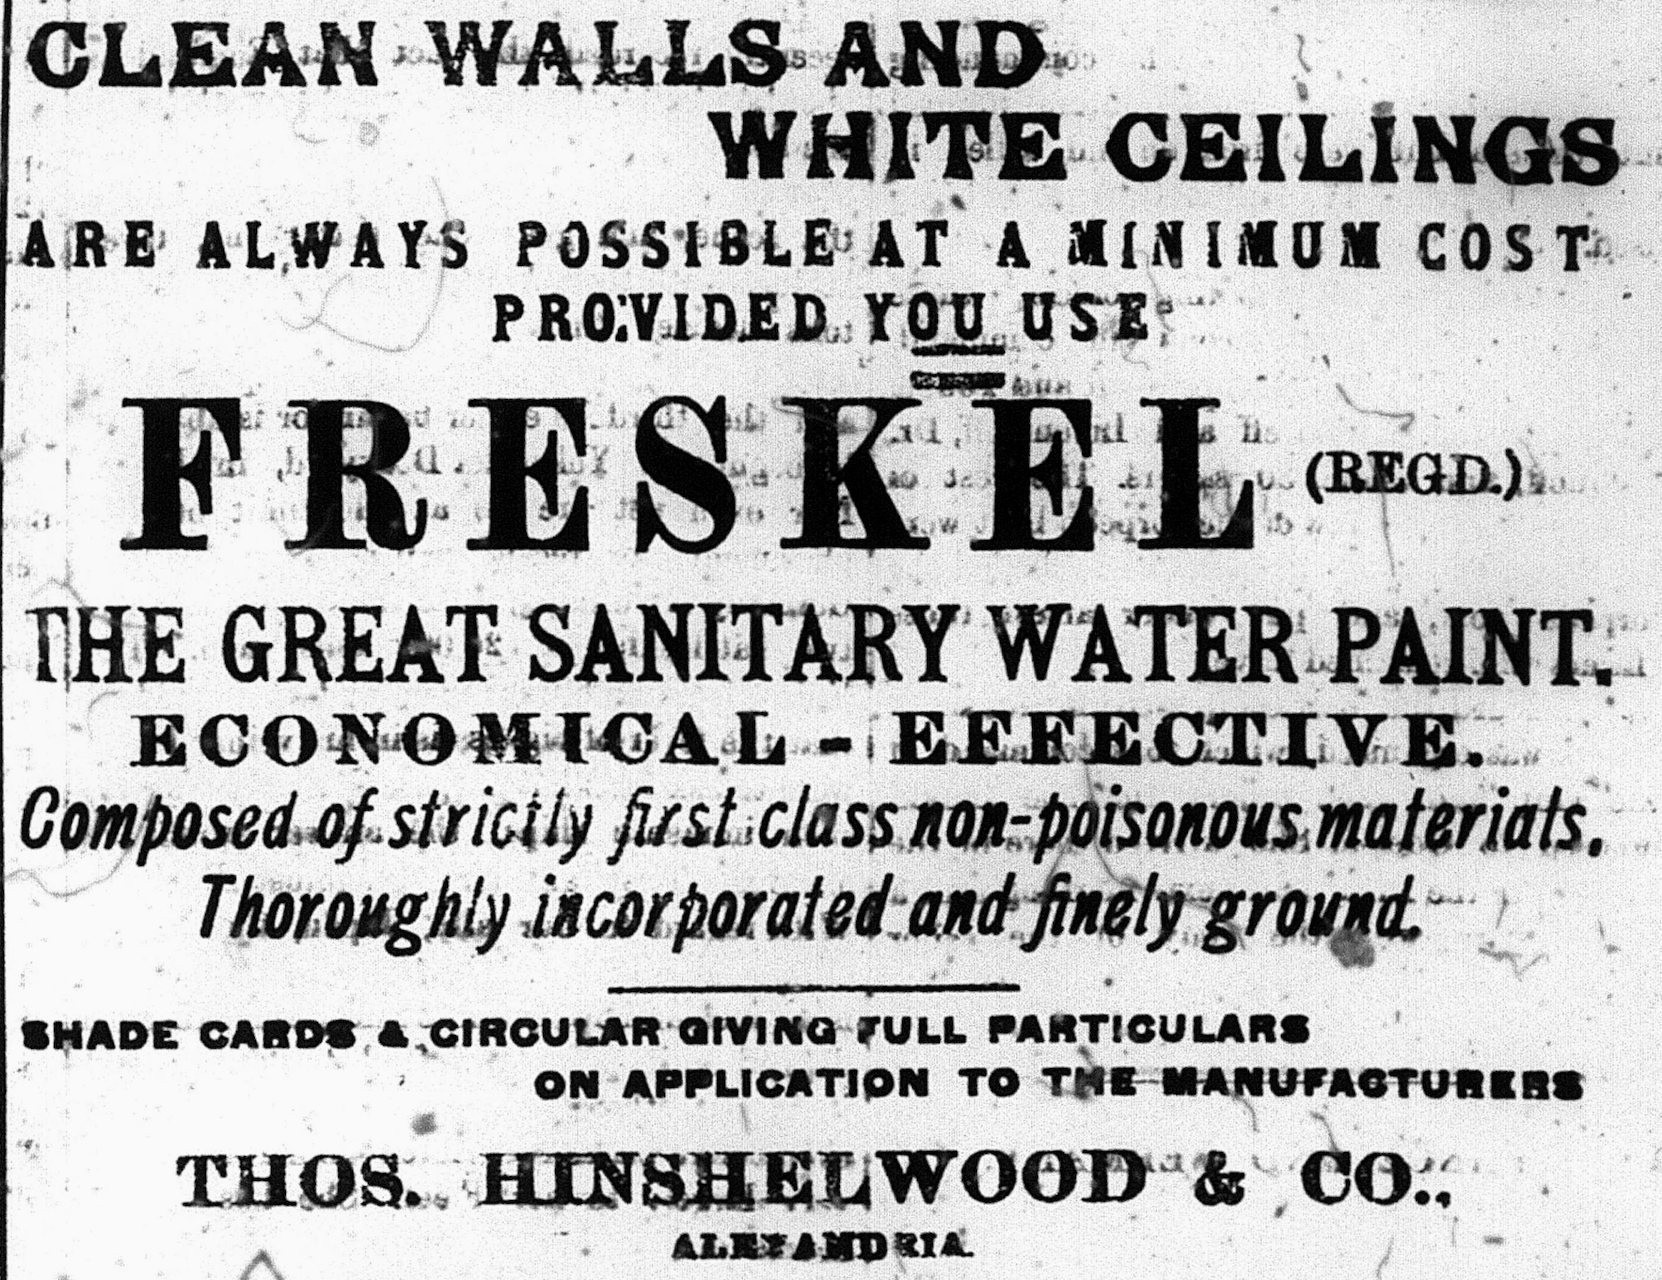 CLEAN WALLS AND
WHITE CEILINGS
ARE ALWAYS POSSIBLE AT A MINIMUM COST
PROVIDED YOU USE
FRESKEL (REGD.)
THE GREAT SANITARY WATER PAINT.
ECONOMICAL - EFFECTIVE.
Composed of strictly first class non-poisonous materials.
Thoroughly incorporated and finely ground.
SHADE CARDS & CIRCULAR GIVING FULL PARTICULARS
ON APPLICATION TO THE MANUFACTURERS
THOS. HINSHELWOOD & CO.,
ALEXANDRIA.